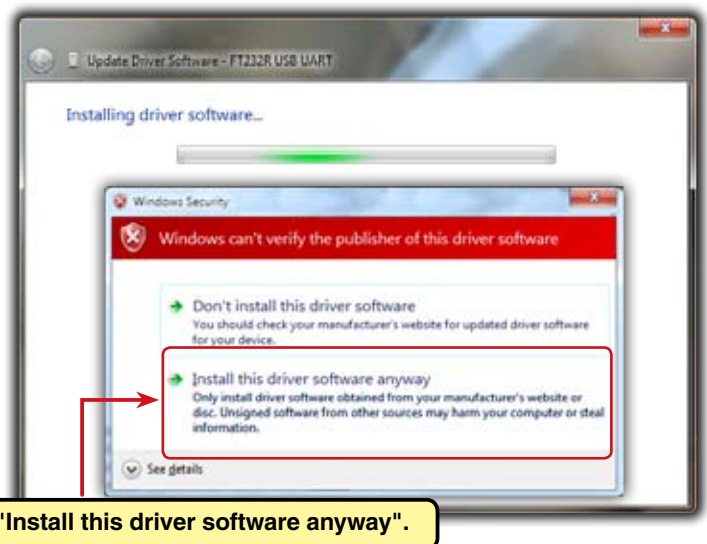 Update Driver Software - FT232R USB UART
Installing driver software...
Windows Security
Windows can't verify the publisher of this driver software
Don't install this driver software
You should check your manufacturer's website for updated driver software
for your device.
Install this driver software anyway
Only install driver software obtained from your manufacturer's website or
disc. Unsigned software from other sources may harm your computer or steal
information.
See details
"Install this driver software anyway".